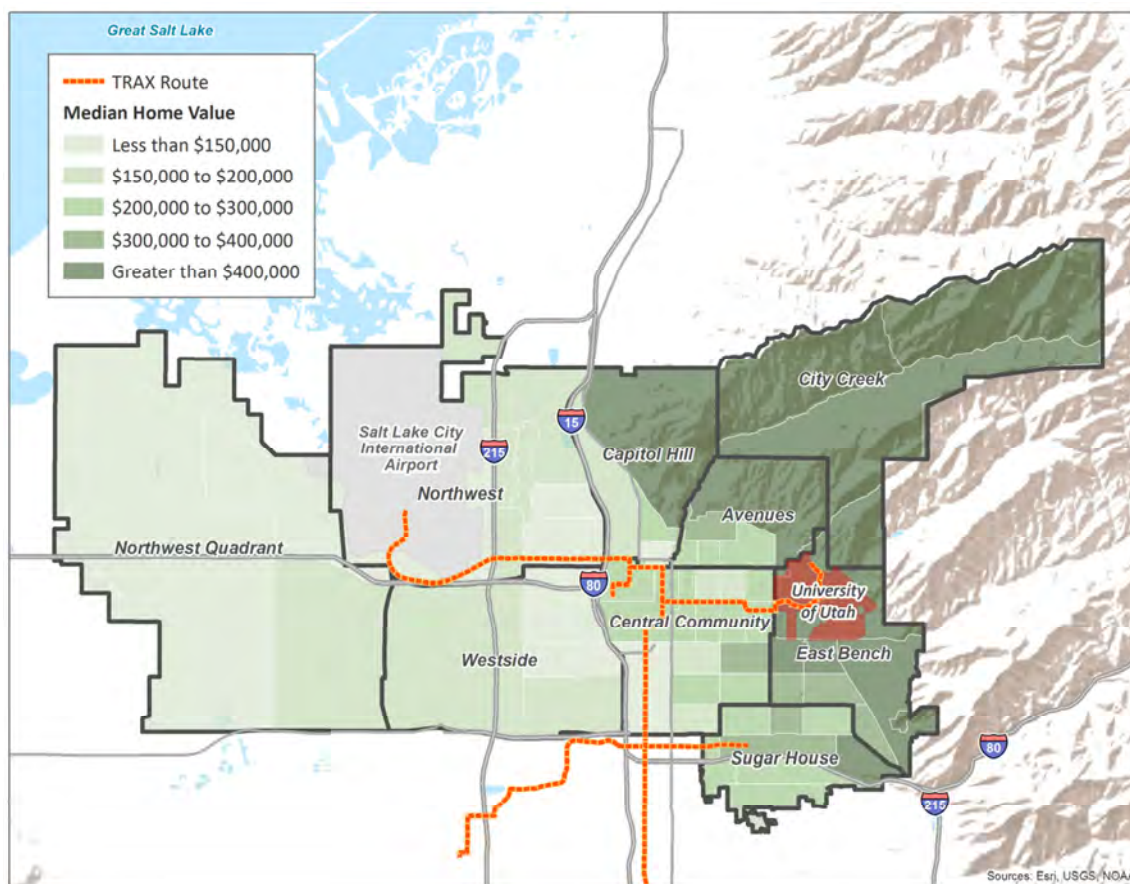 Great Salt Lake
TRAX Route
Median Home Value
Less than $150,000
$150,000 to $200,000
$200,000 to $300,000
$300,000 to $400,000
Greater than $400,000
City Creek
Salt Lake City
International
Airport
15
215
Capitol Hill
Northwest
Avenues
Northwest Quadrant
80
University
of Utah
Central Community
East Bench
Westside
Sugar House
80
215
Sources: Esri, USGS, NOAA